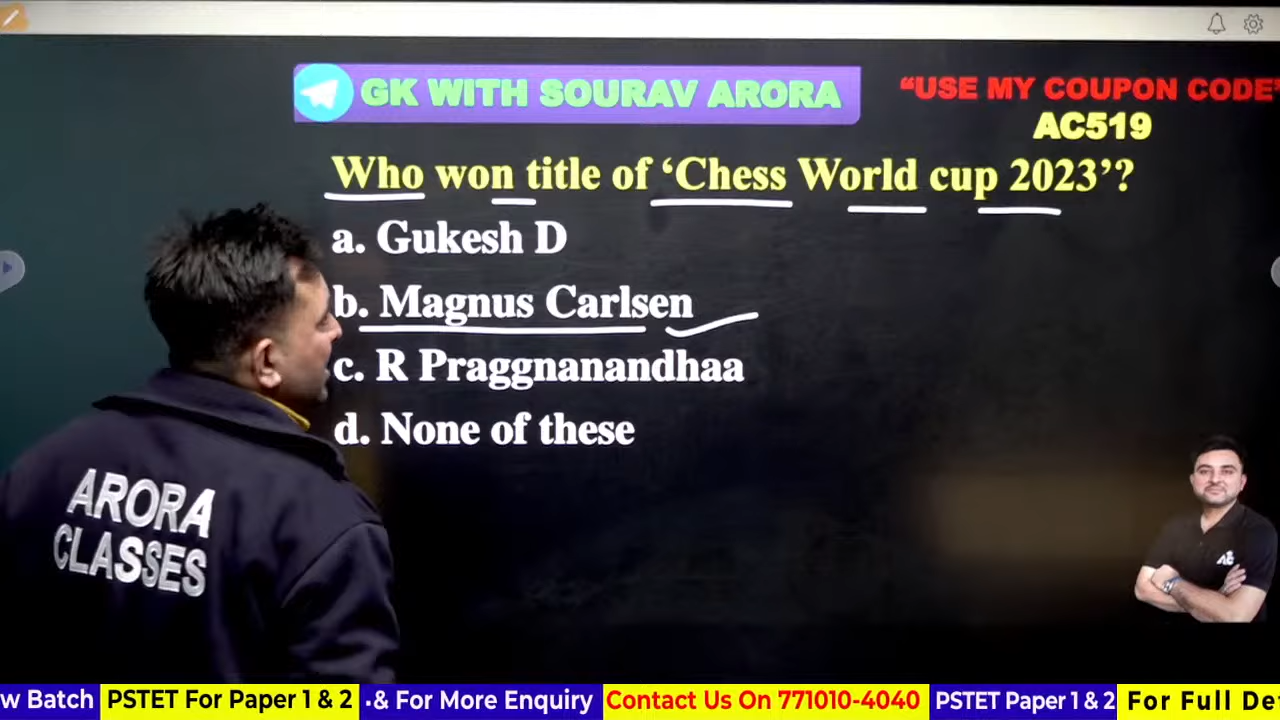 GK WITH SOURAV ARORA
“USE MY COUPON CODE”
AC519
Who won title of ‘Chess World cup 2023’?
a. Gukesh D
b. Magnus Carlsen
c. R Praggnanandhaa
d. None of these
ARORA
CLASSES
AC
w Batch PSTET For Paper 1 & 2 .& For More Enquiry Contact Us On 771010-4040 PSTET Paper 1 & 2 For Full De